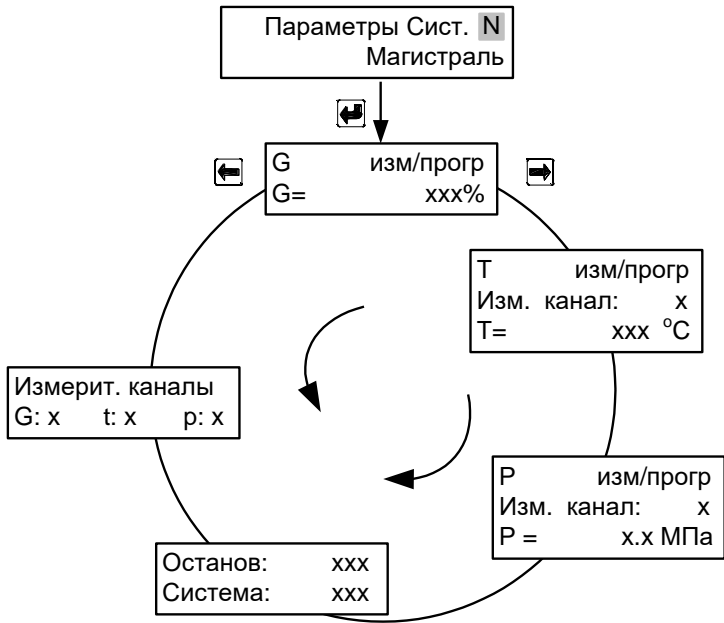 Параметры Сист. N
Магистраль
G изм/прогр
G= xxx%
T изм/прогр
Изм. канал: x
T= xxx °C
Измерит. каналы
G: x t: x p: x
P изм/прогр
Изм. канал: x
P = x.x МПа
Останов: xxx
Система: xxx